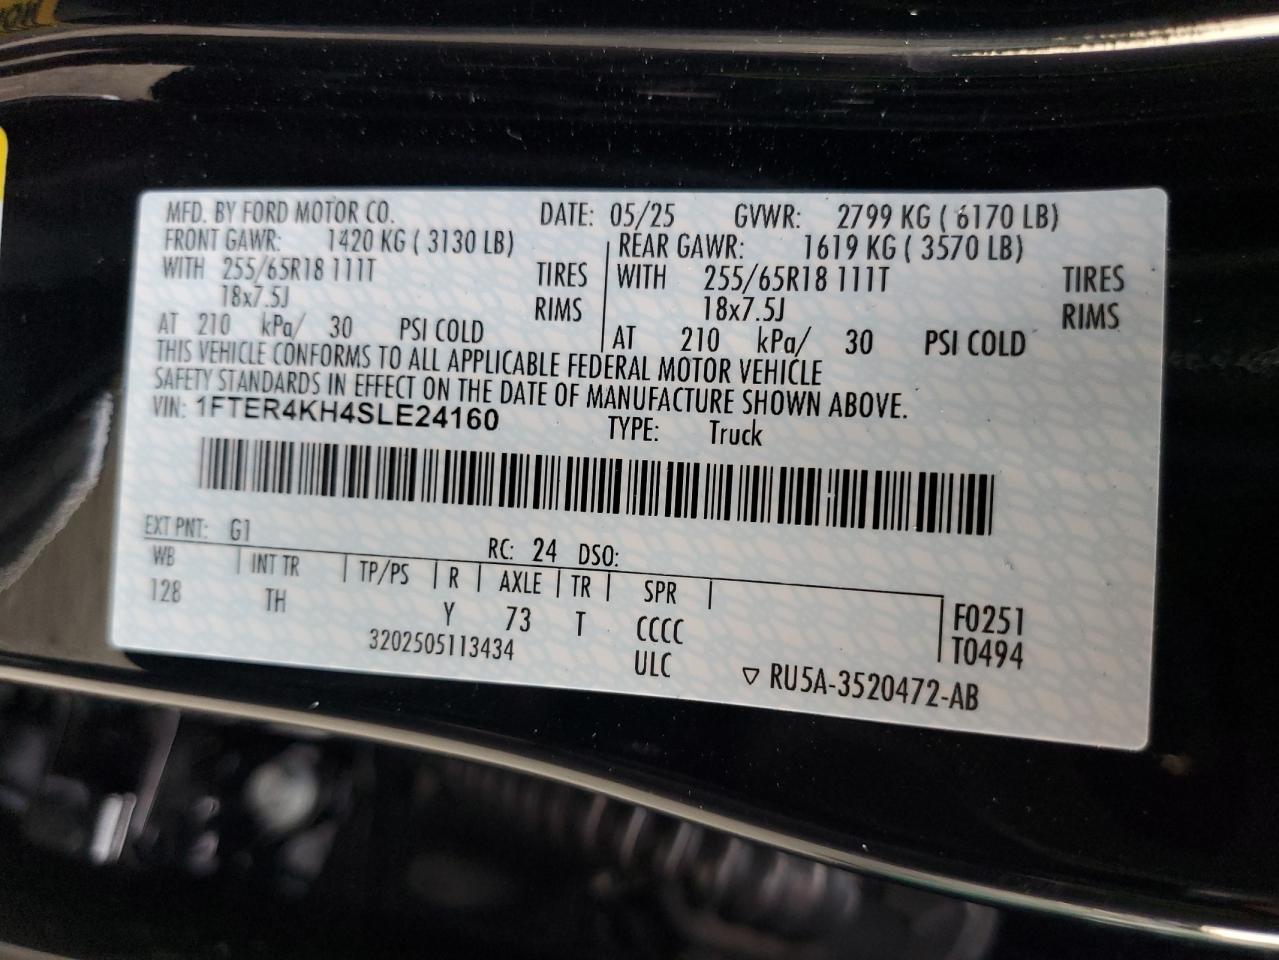 MFD. BY FORD MOTOR CO. DATE: 05/25 GVWR: 2799 KG ( 6170 LB)
FRONT GAWR: 1420 KG ( 3130 LB) REAR GAWR: 1619 KG ( 3570 LB)
WITH 255/65R18 111T TIRES WITH 255/65R18 111T TIRES
18x7.5J RIMS 18x7.5J RIMS
AT 210 kPa/ 30 PSI COLD AT 210 kPa/ 30 PSI COLD
THIS VEHICLE CONFORMS TO ALL APPLICABLE FEDERAL MOTOR VEHICLE
SAFETY STANDARDS IN EFFECT ON THE DATE OF MANUFACTURE SHOWN ABOVE.
VIN: 1FTER4KH4SLE24160 TYPE: Truck
EXT PNT: G1 RC: 24 DSO:
WB INT TR TP/PS R AXLE TR SPR F0251
128 TH Y 73 T CCCC T0494
3202505113434 ULC ▽ RU5A-3520472-AB